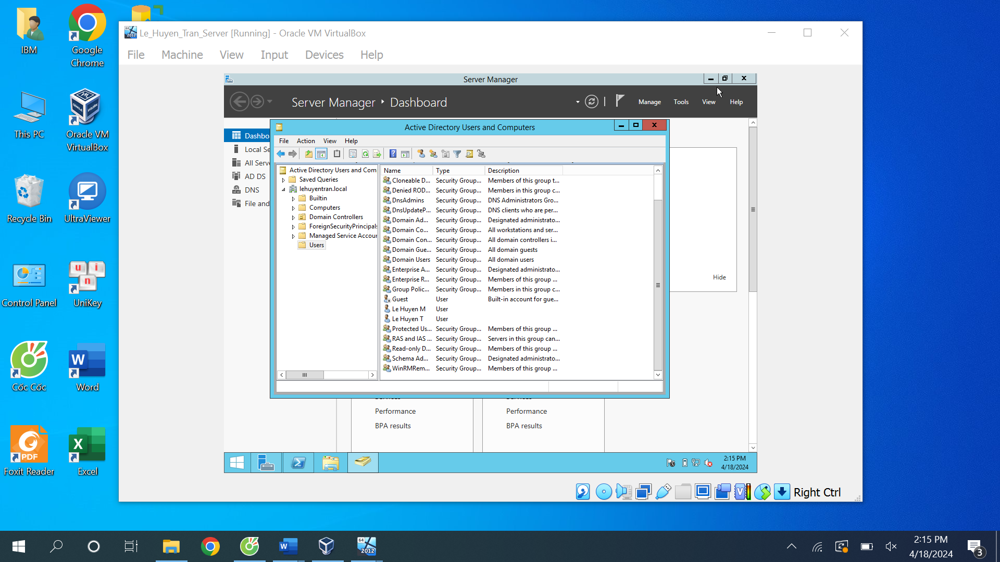 IBM
Google
Chrome
This PC
Oracle VM
VirtualBox
Recycle Bin
UltraViewer
Control Panel
UniKey
Cốc Cốc
Word
Foxit Reader
Excel
Le_Huyen_Tran_Server [Running] - Oracle VM VirtualBox
File Machine View Input Devices Help
Server Manager
Server Manager Dashboard
Manage Tools View Help
Dashbo
Local Se
All Serve
AD DS
DNS
File and
Active Directory Users and Computers
File Action View Help
Active Directory Users and Com
Saved Queries
lehuyentran.local
Builtin
Computers
Domain Controllers
ForeignSecurityPrincipals
Managed Service Accour
Users
Name Type Description
Cloneable D... Security Group... Members of this group t...
Denied ROD... Security Group... Members in this group c...
DnsAdmins Security Group... DNS Administrators Gro...
DnsUpdateP... Security Group... DNS clients who are per...
Domain Ad... Security Group... Designated administrato...
Domain Co... Security Group... All workstations and ser...
Domain Con... Security Group... All domain controllers i...
Domain Gue... Security Group... All domain guests
Domain Users Security Group... All domain users
Enterprise A... Security Group... Designated administrato...
Enterprise R... Security Group... Members of this group ...
Group Polic... Security Group... Members in this group c...
Guest User Built-in account for gue...
Le Huyen M User
Le Huyen T User
Protected Us... Security Group... Members of this group ...
RAS and IAS ... Security Group... Servers in this group can...
Read-only D... Security Group... Members of this group ...
Schema Ad... Security Group... Designated administrato...
WinRMRem... Security Group... Members of this group ...
Hide
Performance
BPA results
Performance
BPA results
2:15 PM
4/18/2024
Right Ctrl
2:15 PM
4/18/2024
3